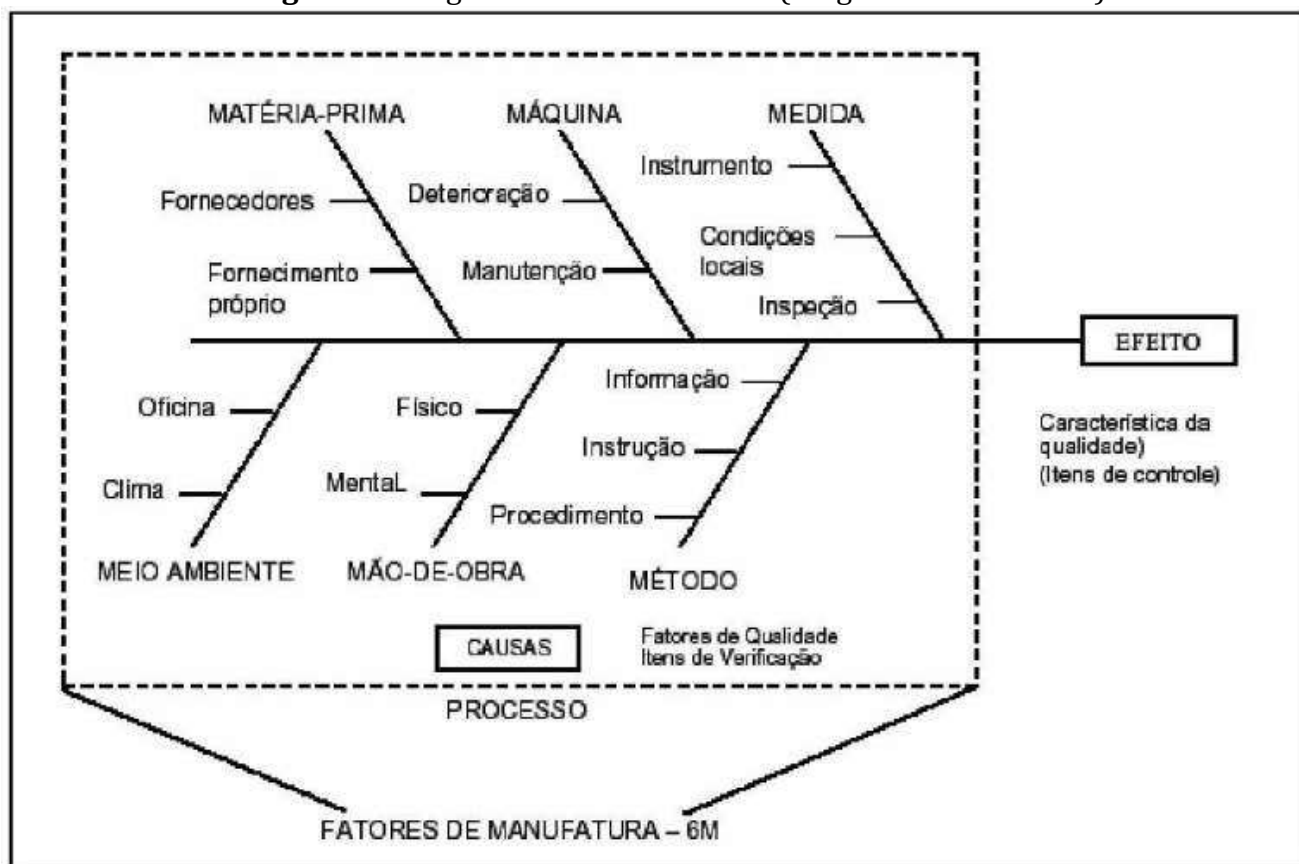 MATÉRIA-PRIMA
MÁQUINA
MEDIDA
Fornecedores
Fornecimento
próprio
Deterioração
Manutenção
Instrumento
Condições
locais
Inspeção
EFEITO
Característica da
qualidade)
(Itens de controle)
Oficina
Clima
MEIO AMBIENTE
Físico
MentaL
MÃO-DE-OBRA
Informação
Instrução
Procedimento
MÉTODO
CAUSAS
Fatores de Qualidade
Itens de Verificação
PROCESSO
FATORES DE MANUFATURA – 6M